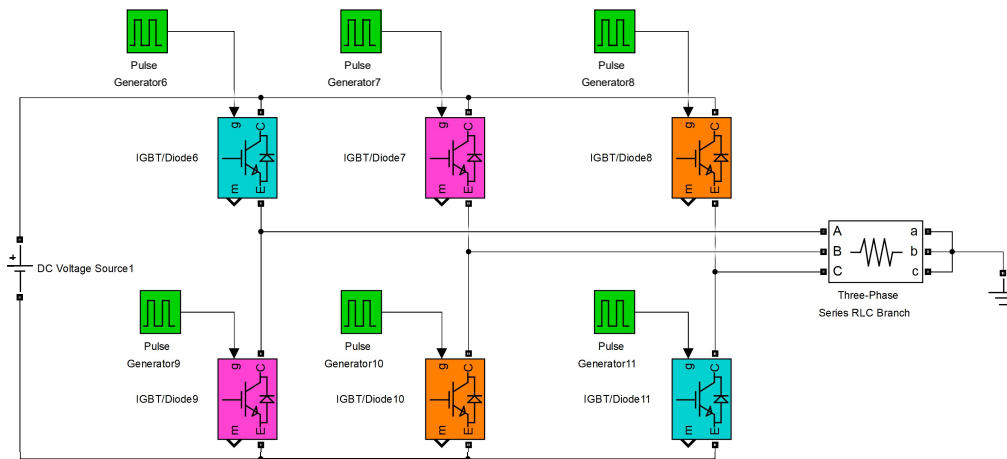 Pulse
Generator6
Pulse
Generator7
Pulse
Generator8
g
C
m
E
IGBT/Diode6
g
C
m
E
IGBT/Diode7
g
C
m
E
IGBT/Diode8
+
DC Voltage Source1
A
B
C
a
b
c
Three-Phase
Series RLC Branch
Pulse
Generator9
Pulse
Generator10
Pulse
Generator11
g
C
m
E
IGBT/Diode9
g
C
m
E
IGBT/Diode10
g
C
m
E
IGBT/Diode11